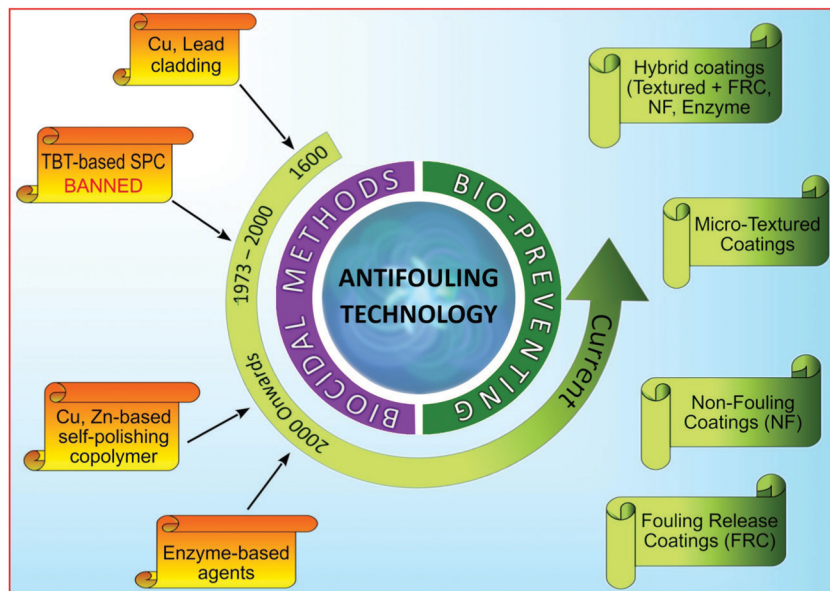 Cu, Lead
cladding
TBT-based SPC
BANNED
Cu, Zn-based
self-polishing
copolymer
Enzyme-based
agents
1600
1973 – 2000
2000 Onwards
Current
BIOCIDAL METHODS
BIO-PREVENTING
ANTIFOULING
TECHNOLOGY
Hybrid coatings
(Textured + FRC,
NF, Enzyme
Micro-Textured
Coatings
Non-Fouling
Coatings (NF)
Fouling Release
Coatings (FRC)